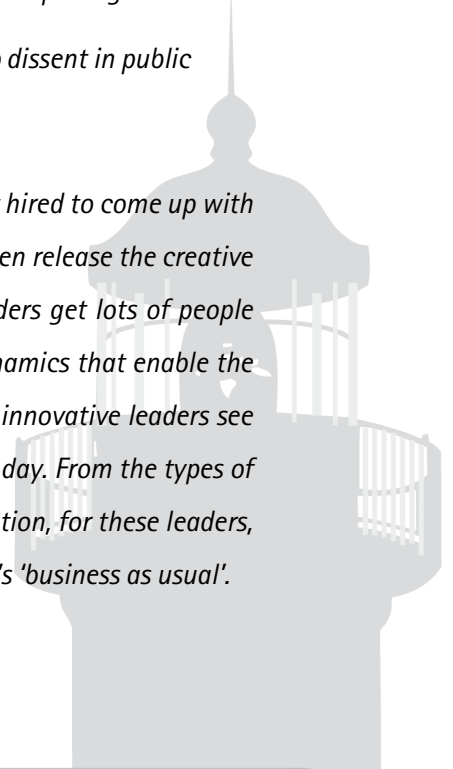 dissent in public
hired to come up with
en release the creative
ders get lots of people
namics that enable the
innovative leaders see
day. From the types of
tion, for these leaders,
's 'business as usual'.